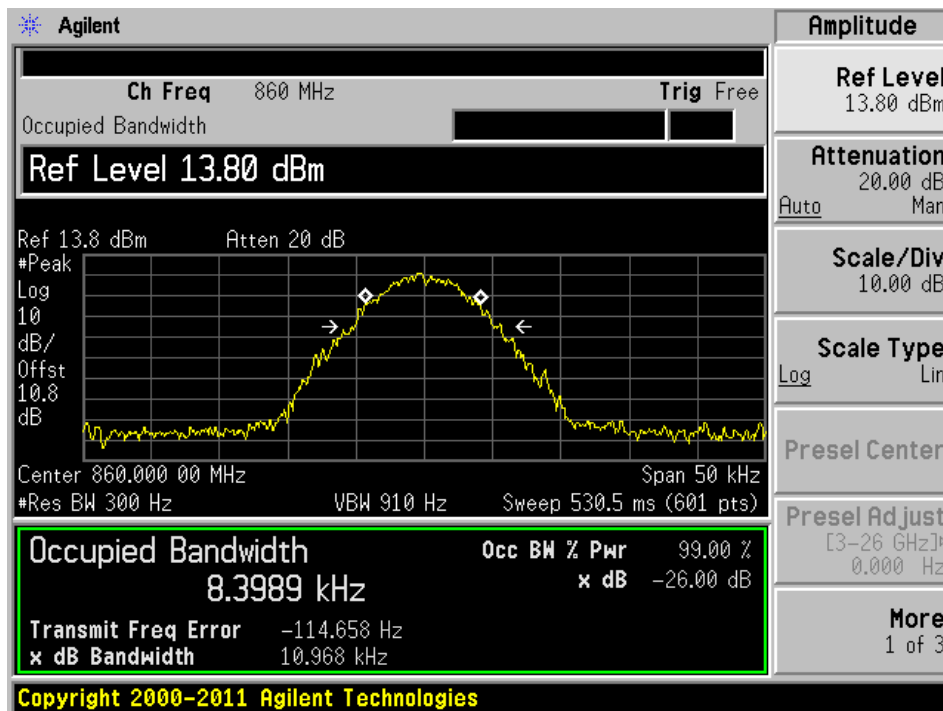 Agilent
Ch Freq 860 MHz Trig Free
Occupied Bandwidth
Ref Level 13.80 dBm
Ref 13.8 dBm Atten 20 dB
#Peak
Log
10
dB/
Offst
10.8
dB
Center 860.000 00 MHz Span 50 kHz
#Res BW 300 Hz VBW 910 Hz Sweep 530.5 ms (601 pts)
Occupied Bandwidth
8.3989 kHz
Occ BW % Pwr 99.00 %
x dB -26.00 dB
Transmit Freq Error -114.658 Hz
x dB Bandwidth 10.968 kHz
Copyright 2000-2011 Agilent Technologies
Amplitude
Ref Level
13.80 dBm
Attenuation
20.00 dB
Auto Man
Scale/Div
10.00 dB
Scale Type
Log Lin
Presel Center
Presel Adjust
[3-26 GHz]
0.000 Hz
More
1 of 3